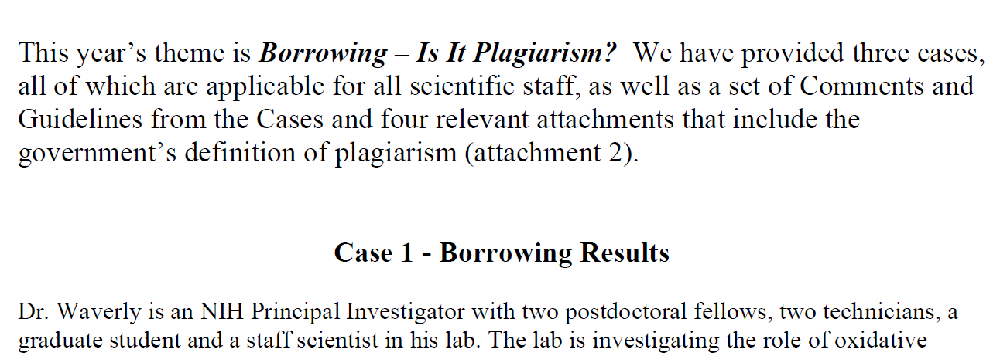 This year’s theme is Borrowing – Is It Plagiarism?  We have provided three cases,
all of which are applicable for all scientific staff, as well as a set of Comments and
Guidelines from the Cases and four relevant attachments that include the
government’s definition of plagiarism (attachment 2).
Case 1 - Borrowing Results
Dr. Waverly is an NIH Principal Investigator with two postdoctoral fellows, two technicians, a
graduate student and a staff scientist in his lab. The lab is investigating the role of oxidative